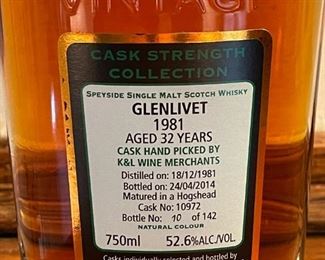 VINTAGE
CASK STRENGTH
COLLECTION
SPEYSIDE SINGLE MALT SCOTCH WHISKY
GLENLIVET
1981
AGED 32 YEARS
CASK HAND PICKED BY
K&L WINE MERCHANTS
Distilled on: 18/12/1981
Bottled on: 24/04/2014
Matured in a Hogshead
Cask No: 10972
Bottle No: 10 of 142
NATURAL COLOUR
750ml 52.6%ALC./VOL.
Casks individually selected and bottled by